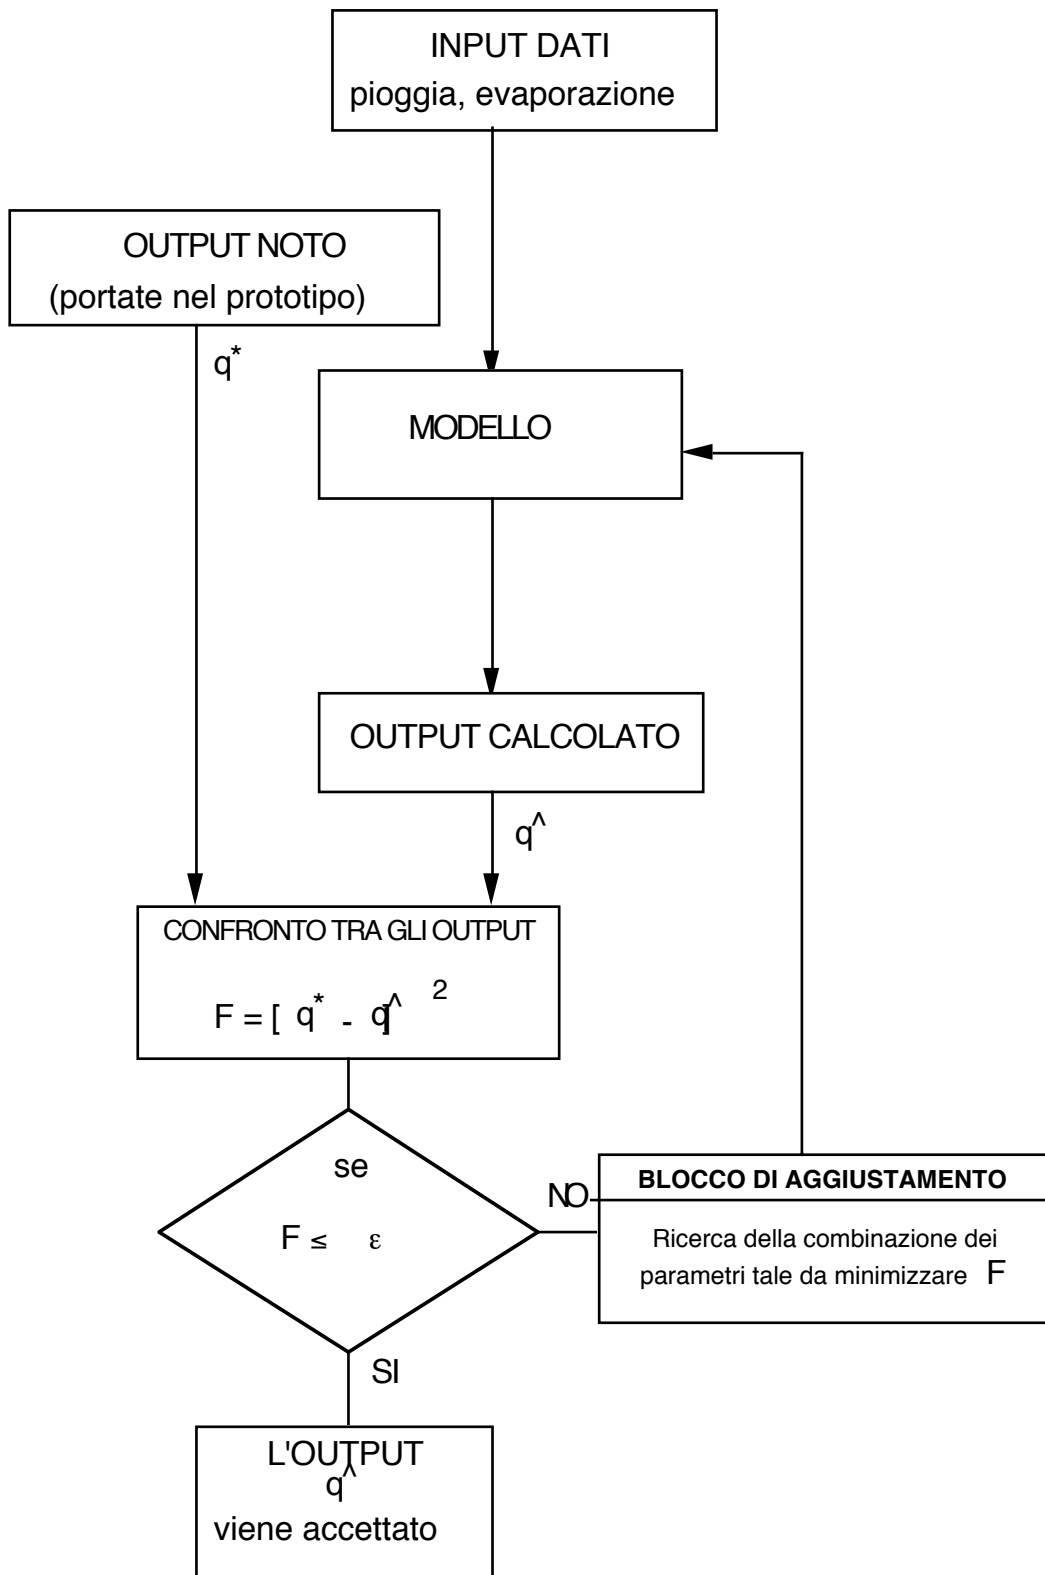 INPUT DATI
pioggia, evaporazione
OUTPUT NOTO
(portate nel prototipo)
q*
MODELLO
OUTPUT CALCOLATO
q^
CONFRONTO TRA GLI OUTPUT
F = [ q* - q^] 2
se
F ≤ ε
NO
BLOCCO DI AGGIUSTAMENTO
Ricerca della combinazione dei
parametri tale da minimizzare F
SI
L'OUTPUT
q^
viene accettato